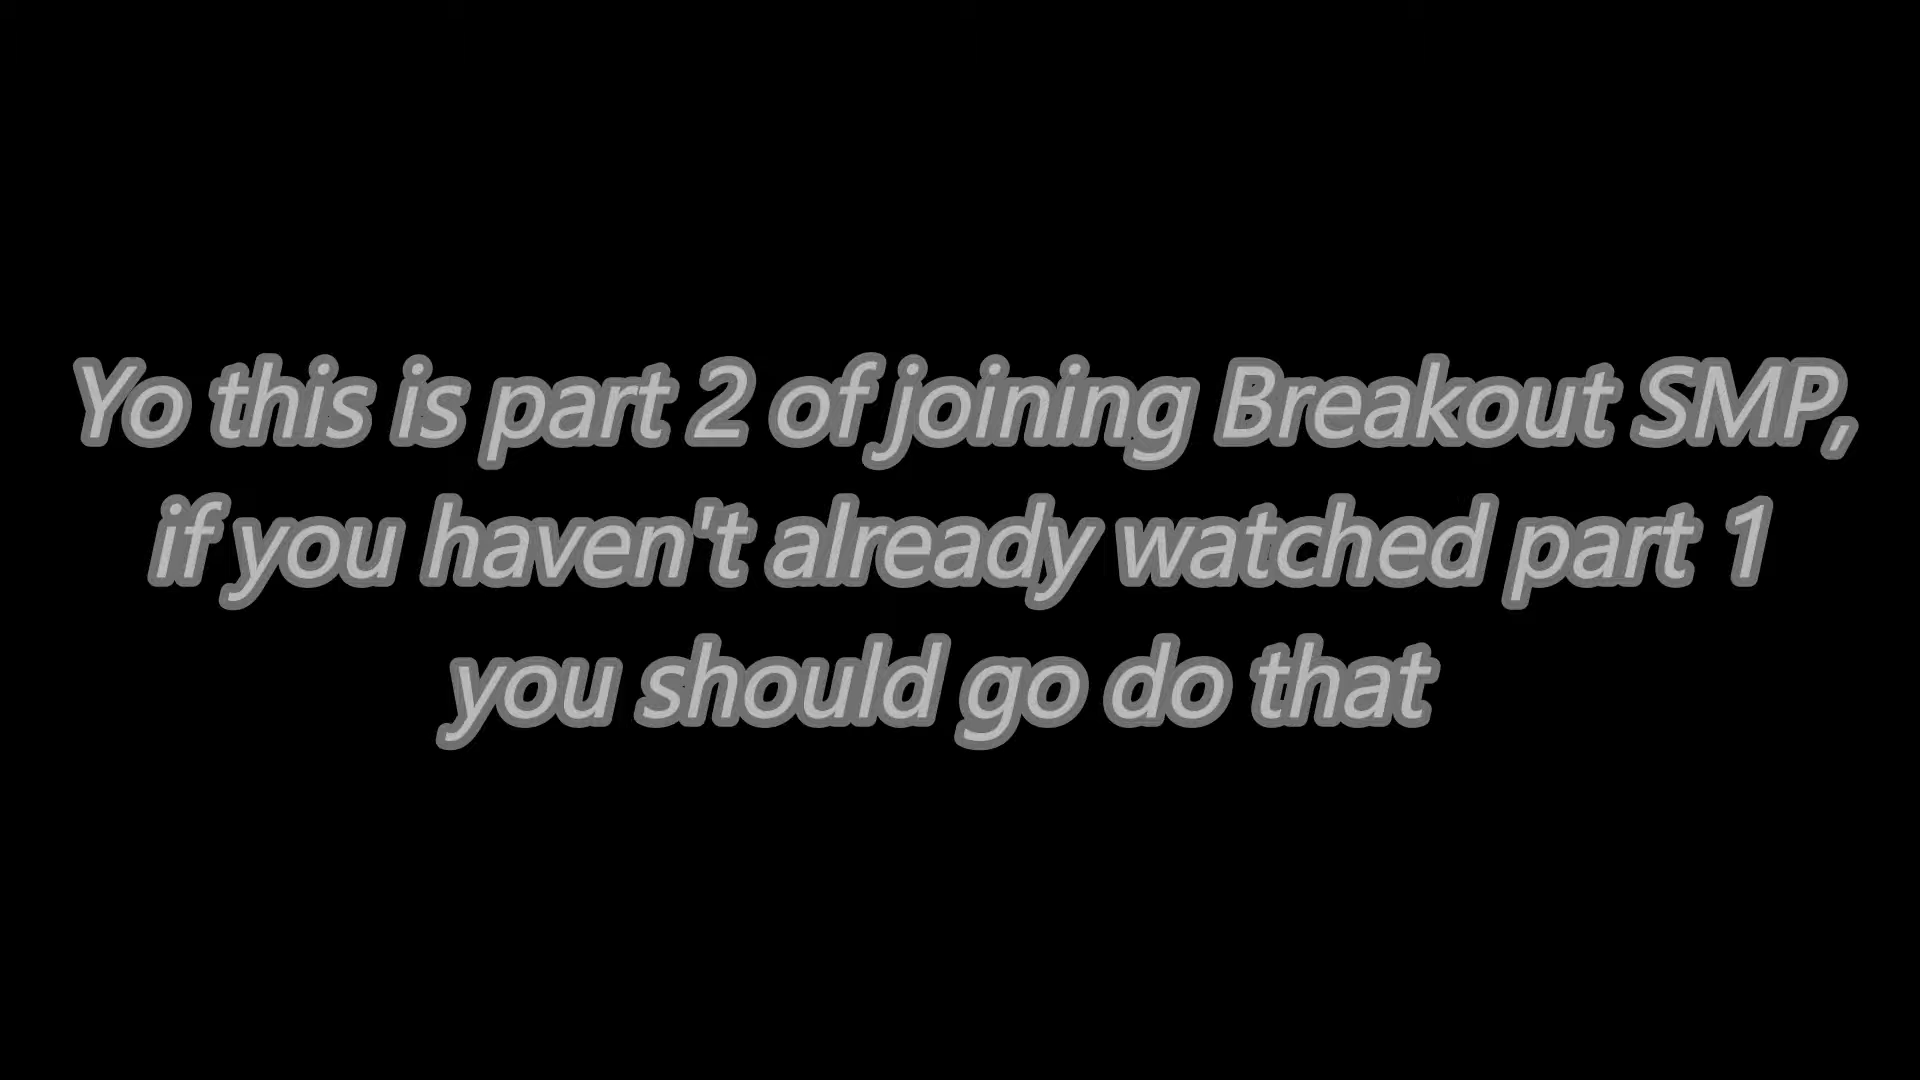 Yo this is part 2 of joining Breakout SMP,
if you haven't already watched part 1
you should go do that